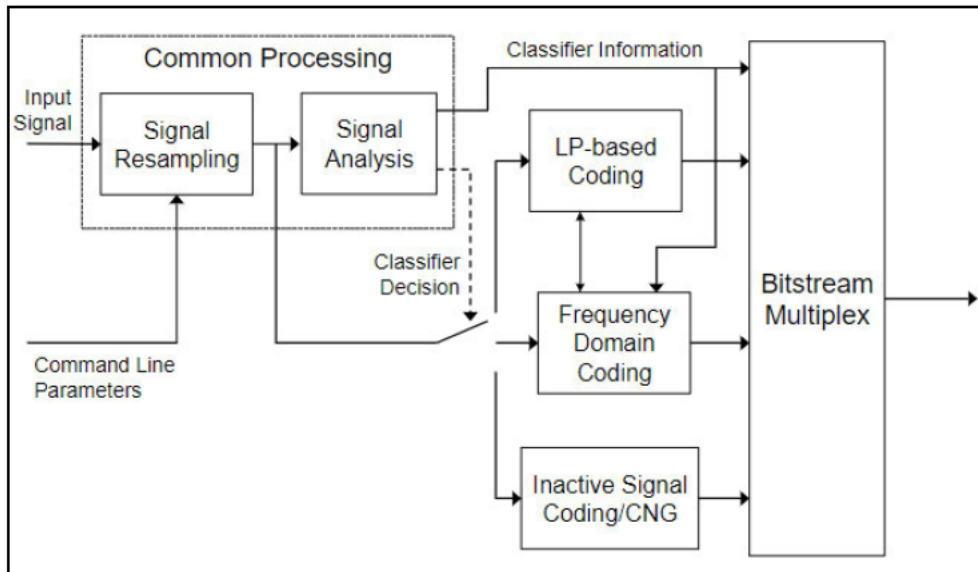 Common Processing
Classifier Information
Input
Signal
Signal
Resampling
Signal
Analysis
LP-based
Coding
Classifier
Decision
Bitstream
Multiplex
Frequency
Domain
Coding
Command Line
Parameters
Inactive Signal
Coding/CNG